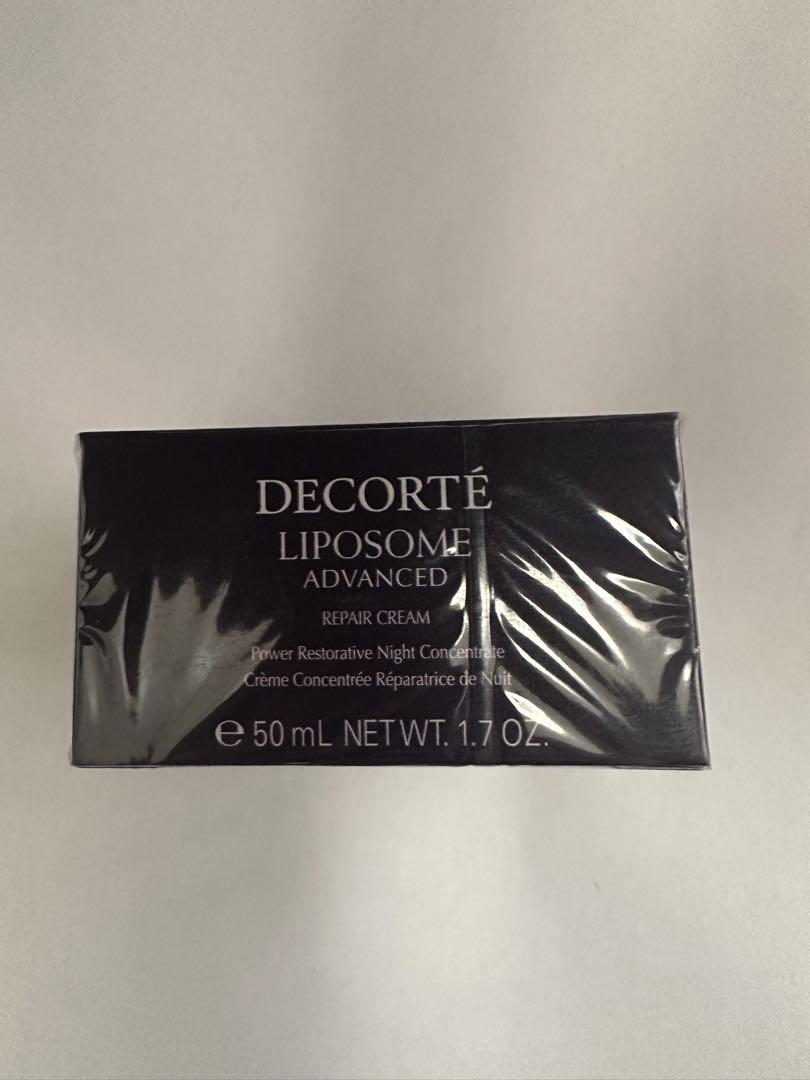 DECORTÉ
LIPOSOME
ADVANCED
REPAIR CREAM
Power Restorative Night Concentrate
Crème Concentrée Réparatrice de Nuit
℮ 50 mL NET WT. 1.7 OZ.